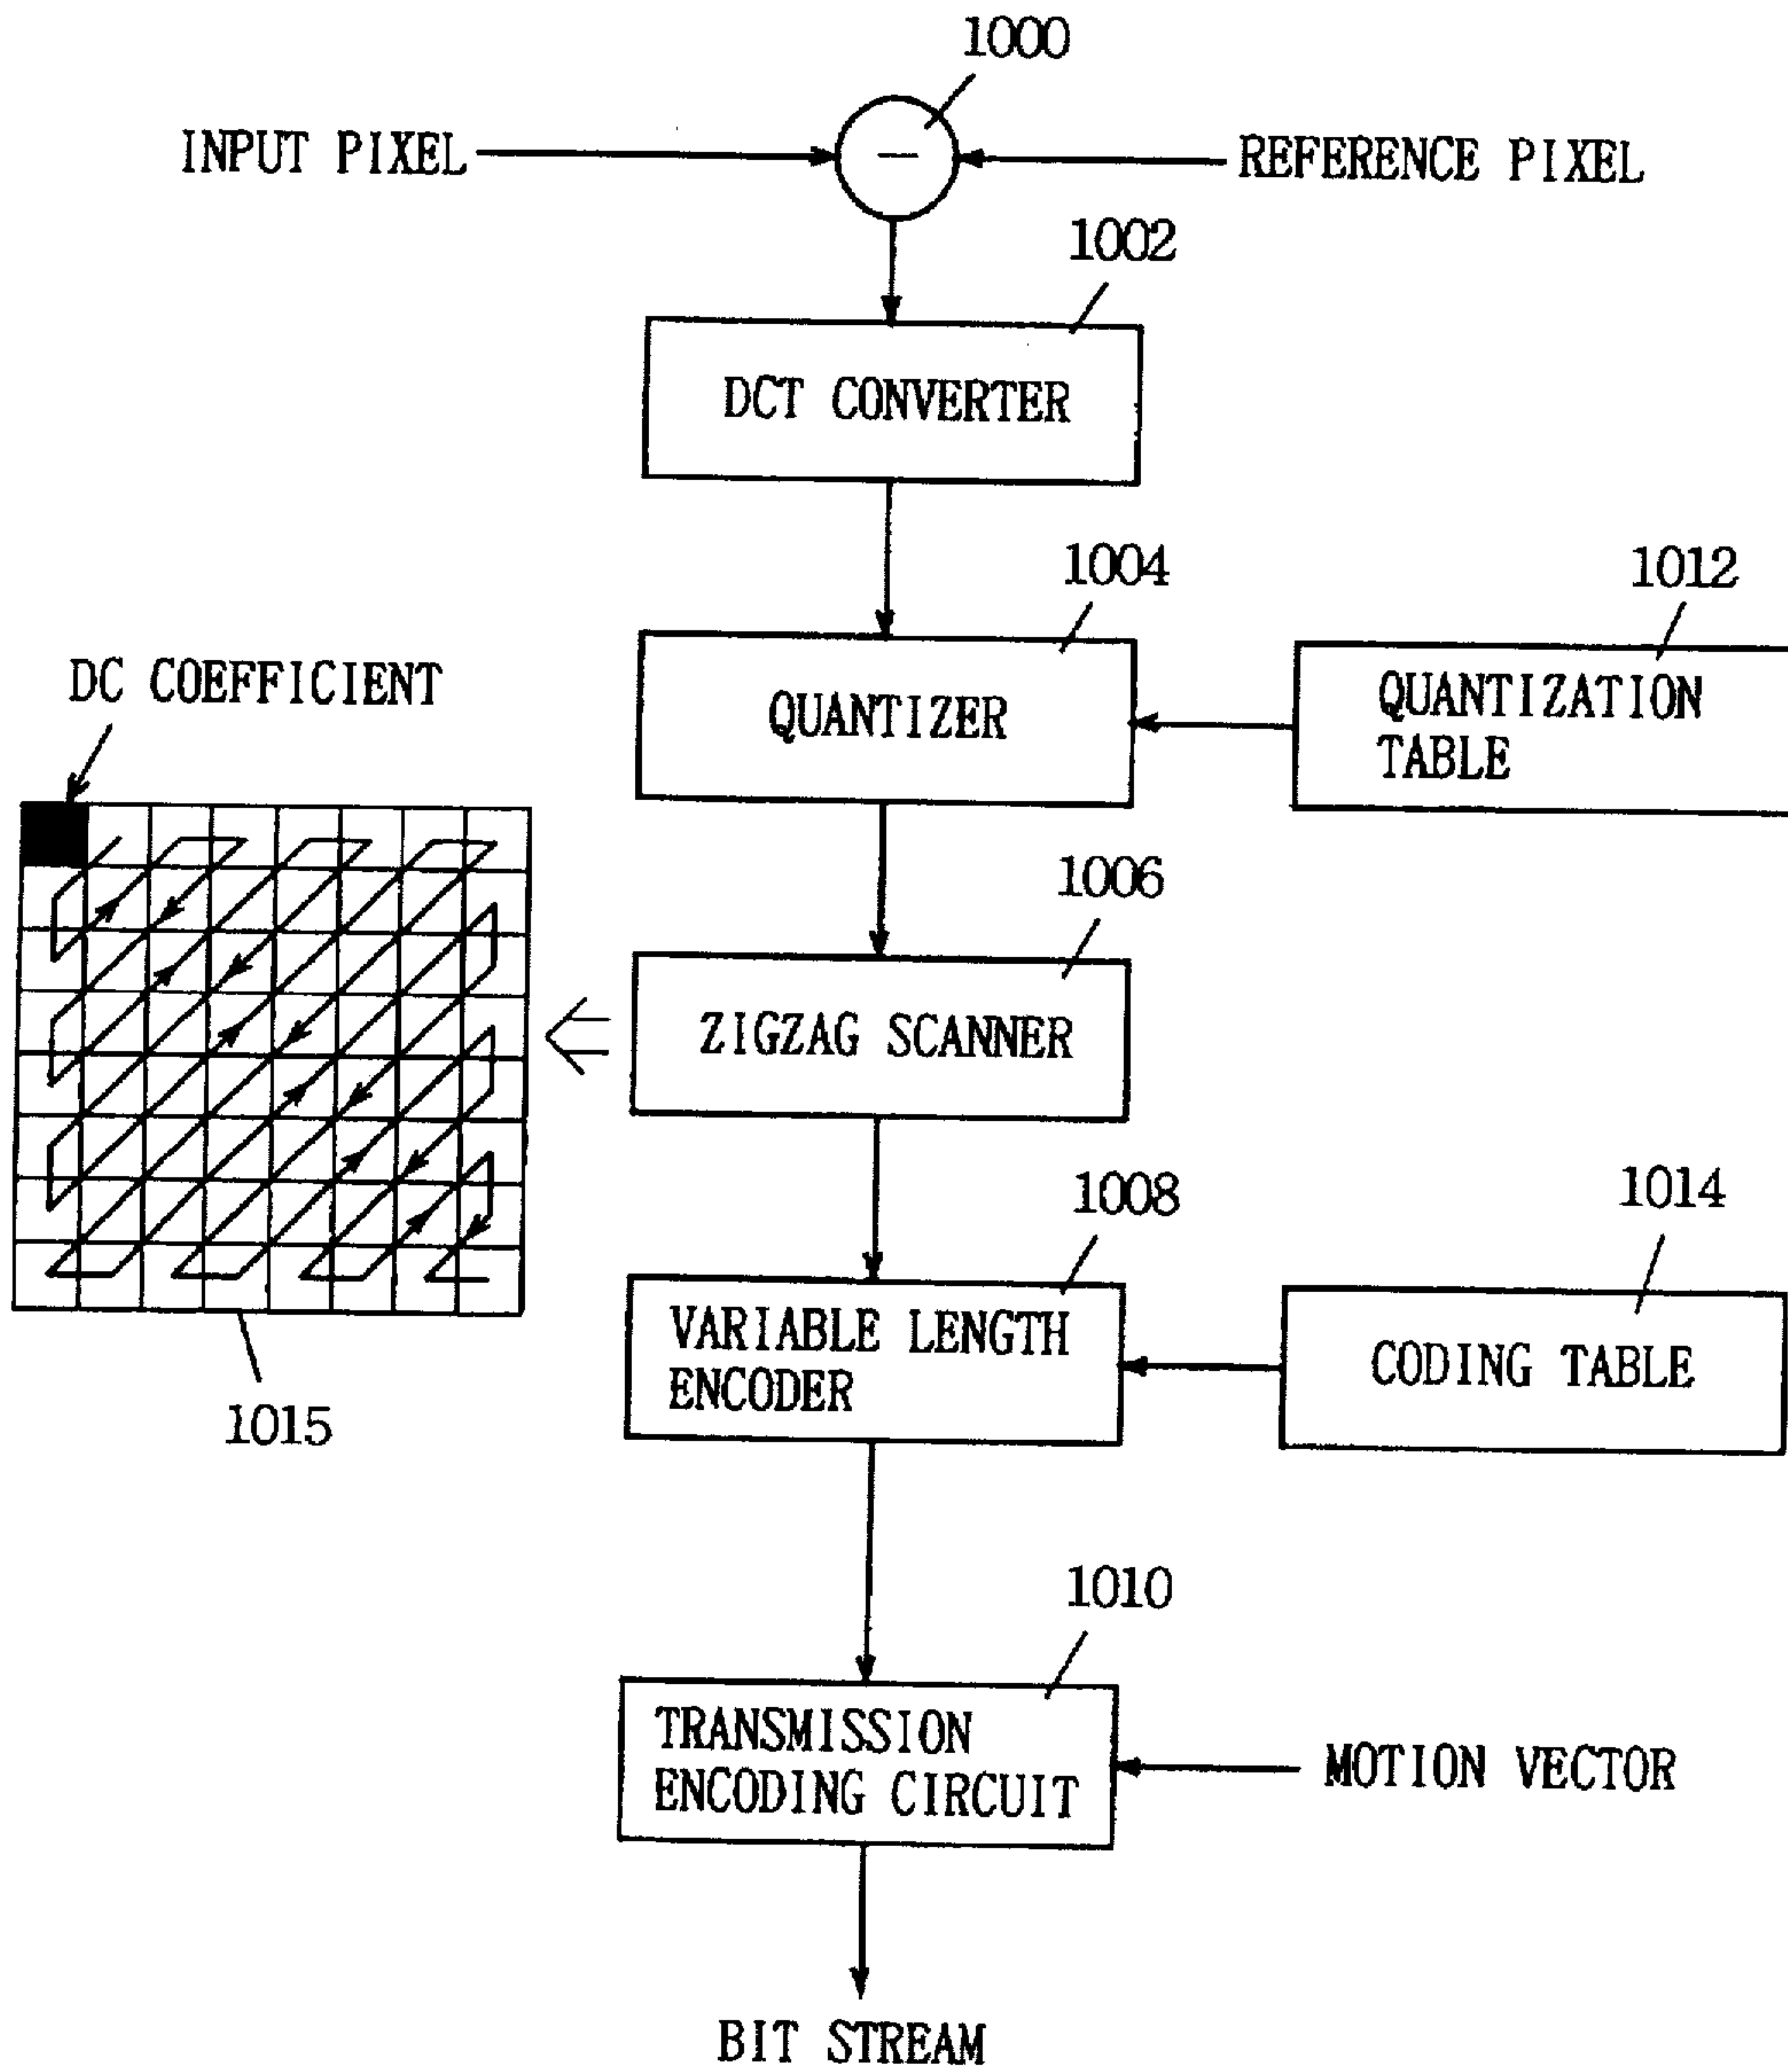 1000
INPUT PIXEL
−
REFERENCE PIXEL
1002
DCT CONVERTER
1004
1012
DC COEFFICIENT
QUANTIZER
QUANTIZATION
TABLE
1006
ZIGZAG SCANNER
1008
1014
VARIABLE LENGTH
ENCODER
CODING TABLE
1015
1010
TRANSMISSION
ENCODING CIRCUIT
MOTION VECTOR
BIT STREAM